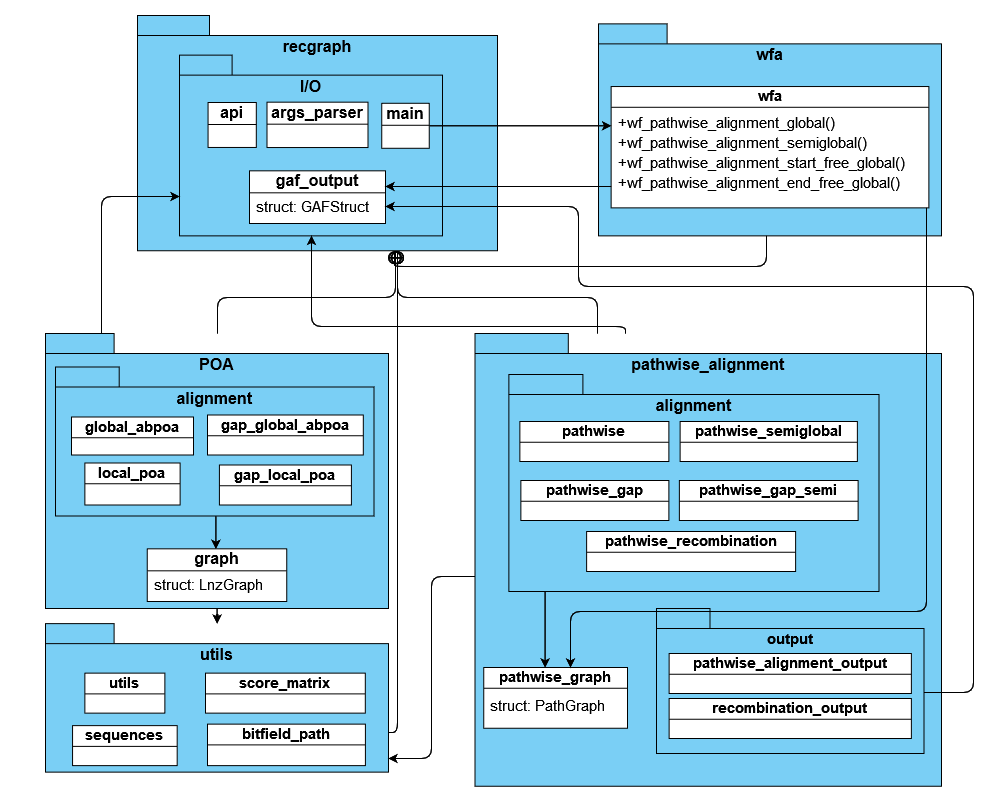 recgraph
I/O
api
args_parser
main
gaf_output
struct: GAFStruct
wfa
wfa
+wf_pathwise_alignment_global()
+wf_pathwise_alignment_semiglobal()
+wf_pathwise_alignment_start_free_global()
+wf_pathwise_alignment_end_free_global()
POA
alignment
global_abpoa
gap_global_abpoa
local_poa
gap_local_poa
graph
struct: LnzGraph
utils
utils
score_matrix
sequences
bitfield_path
pathwise_alignment
alignment
pathwise
pathwise_semiglobal
pathwise_gap
pathwise_gap_semi
pathwise_recombination
pathwise_graph
struct: PathGraph
output
pathwise_alignment_output
recombination_output